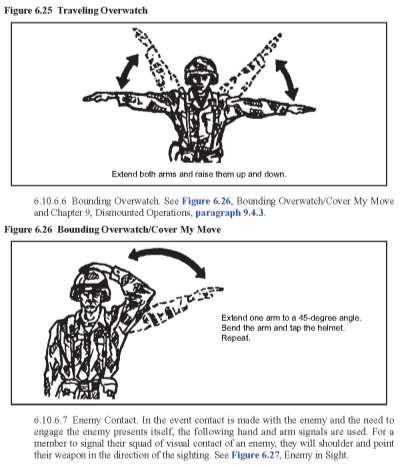 Figure 6.25 Traveling Overwatch
Extend both arms and raise them up and down.
6.10.6.6 Bounding Overwatch. See Figure 6.26, Bounding Overwatch/Cover My Move
and Chapter 9, Dismounted Operations, paragraph 9.4.3.
Figure 6.26 Bounding Overwatch/Cover My Move
Extend one arm to a 45-degree angle.
Bend the arm and tap the helmet.
Repeat.
6.10.6.7 Enemy Contact. In the event contact is made with the enemy and the need to
engage the enemy presents itself, the following hand and arm signals are used. For a
member to signal their squad of visual contact of an enemy, they will shoulder and point
their weapon in the direction of the sighting. See Figure 6.27, Enemy in Sight.